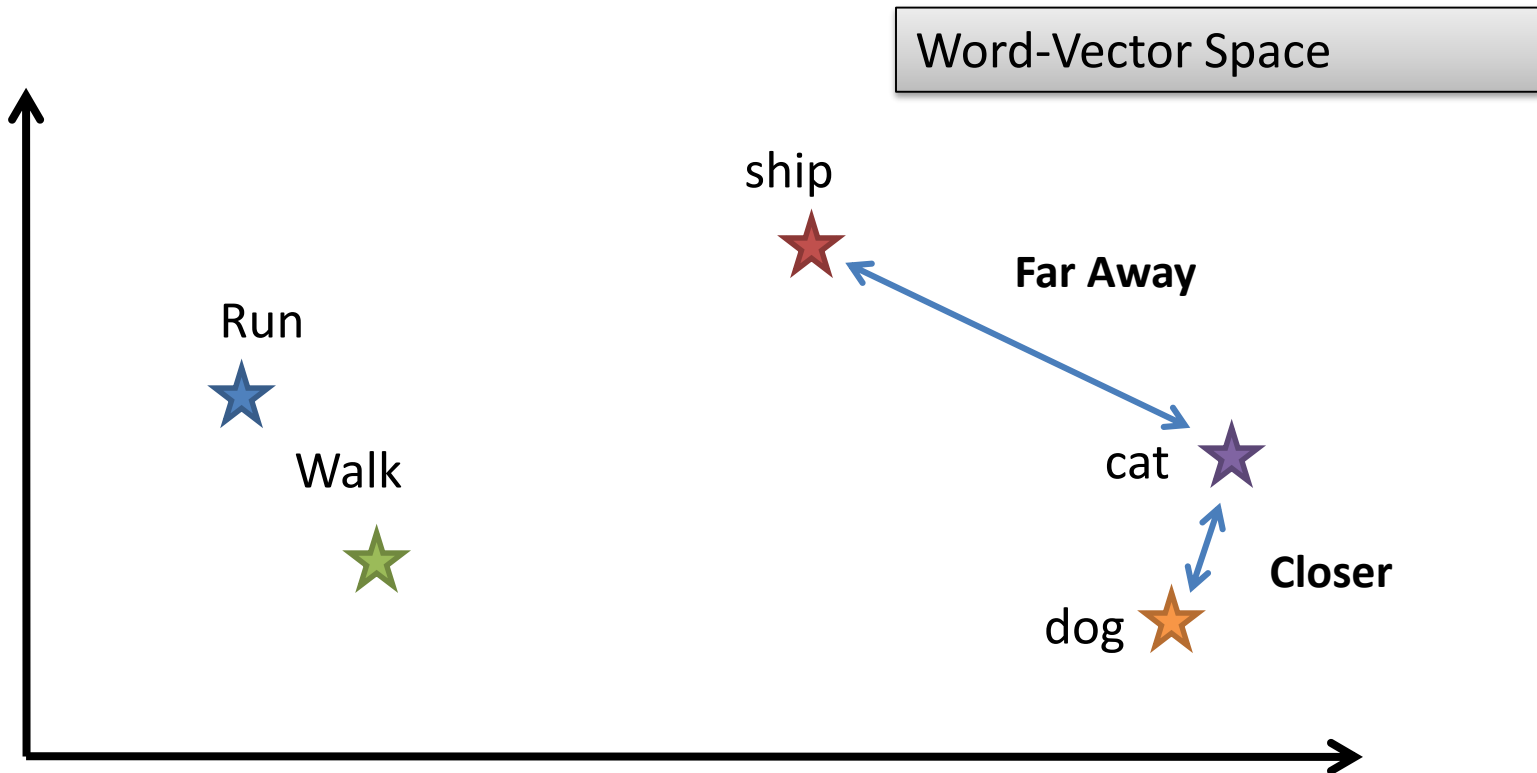 Word-Vector Space
ship
Far Away
Run
Walk
cat
Closer
dog